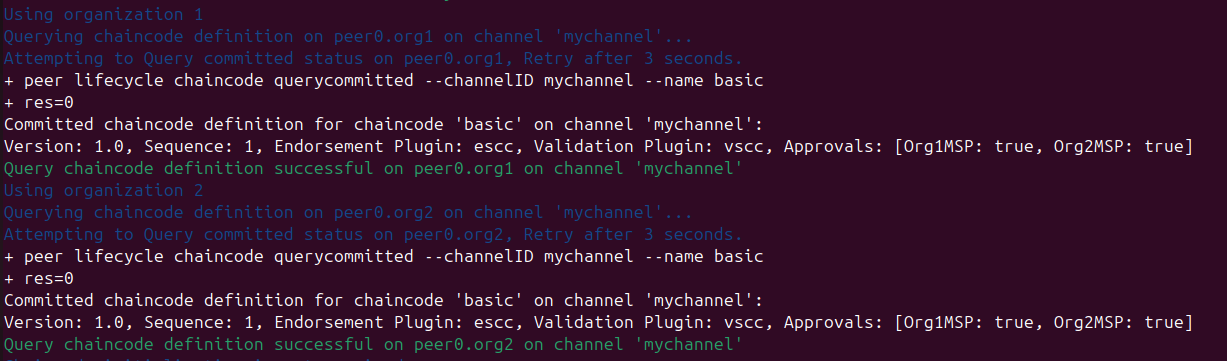 Using organization 1
Querying chaincode definition on peer0.org1 on channel 'mychannel'...
Attempting to Query committed status on peer0.org1, Retry after 3 seconds.
+ peer lifecycle chaincode querycommitted --channelID mychannel --name basic
+ res=0
Committed chaincode definition for chaincode 'basic' on channel 'mychannel':
Version: 1.0, Sequence: 1, Endorsement Plugin: escc, Validation Plugin: vscc, Approvals: [Org1MSP: true, Org2MSP: true]
Query chaincode definition successful on peer0.org1 on channel 'mychannel'
Using organization 2
Querying chaincode definition on peer0.org2 on channel 'mychannel'...
Attempting to Query committed status on peer0.org2, Retry after 3 seconds.
+ peer lifecycle chaincode querycommitted --channelID mychannel --name basic
+ res=0
Committed chaincode definition for chaincode 'basic' on channel 'mychannel':
Version: 1.0, Sequence: 1, Endorsement Plugin: escc, Validation Plugin: vscc, Approvals: [Org1MSP: true, Org2MSP: true]
Query chaincode definition successful on peer0.org2 on channel 'mychannel'